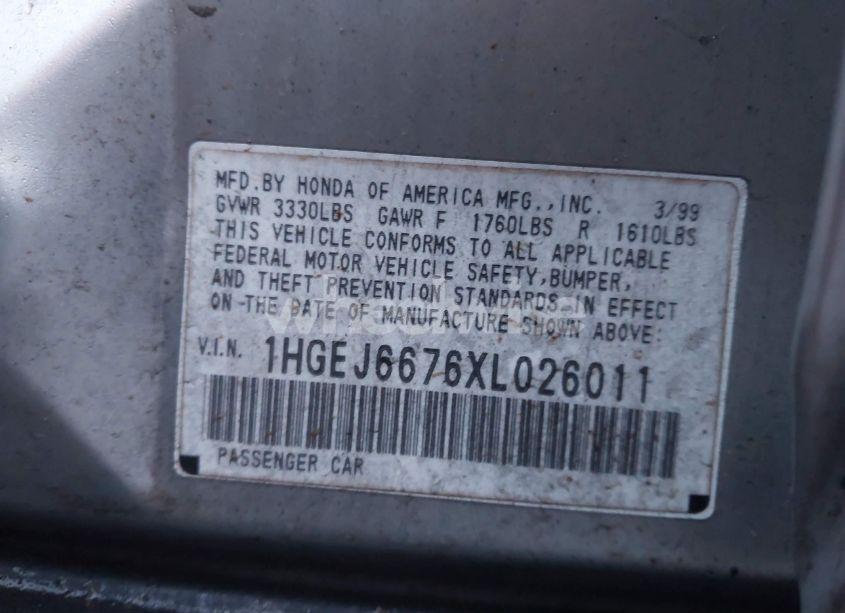 MFD.BY HONDA OF AMERICA MFG.,INC. 3/99
GVWR 3330LBS GAWR F 1760LBS R 1610LBS
THIS VEHICLE CONFORMS TO ALL APPLICABLE
FEDERAL MOTOR VEHICLE SAFETY,BUMPER,
AND THEFT PREVENTION STANDARDS IN EFFECT
ON THE DATE OF MANUFACTURE SHOWN ABOVE:
V.I.N. 1HGEJ6676XL026011
PASSENGER CAR